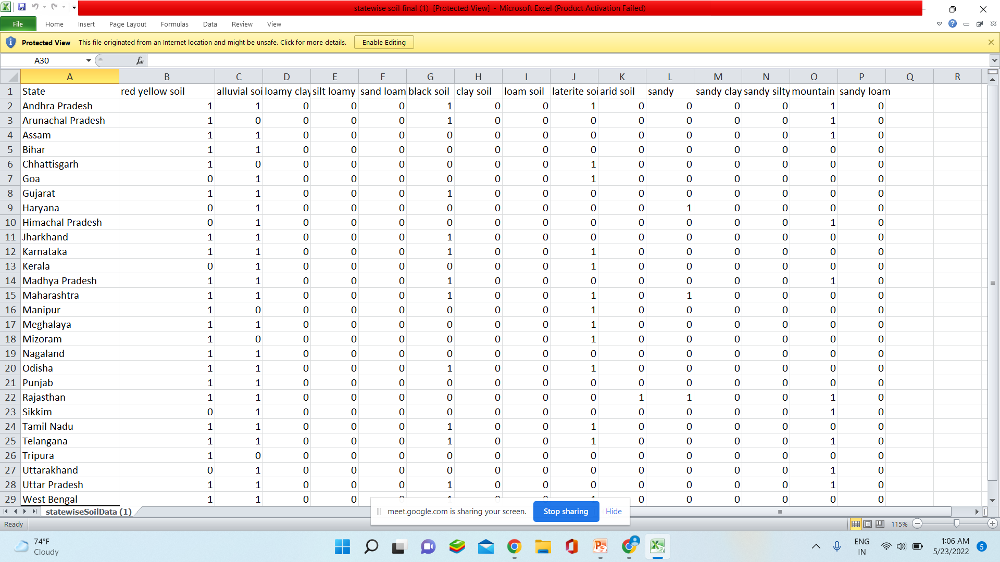 statewise soil final (1) [Protected View] - Microsoft Excel (Product Activation Failed)
File Home Insert Page Layout Formulas Data Review View
Protected View This file originated from an Internet location and might be unsafe. Click for more details. Enable Editing
A30 fx
A B C D E F G H I J K L M N O P Q R
1 State red yellow soil alluvial soi loamy clay silt loamy sand loam black soil clay soil loam soil laterite soi arid soil sandy sandy clay sandy silty mountain sandy loam
2 Andhra Pradesh 1 1 0 0 0 1 0 0 1 0 0 0 0 1 0
3 Arunachal Pradesh 1 0 0 0 0 1 0 0 0 0 0 0 0 1 0
4 Assam 1 1 0 0 0 0 0 0 0 0 0 0 0 1 0
5 Bihar 1 1 0 0 0 0 0 0 0 0 0 0 0 0 0
6 Chhattisgarh 1 0 0 0 0 0 0 0 1 0 0 0 0 0 0
7 Goa 0 1 0 0 0 0 0 0 1 0 0 0 0 0 0
8 Gujarat 1 1 0 0 0 1 0 0 0 0 0 0 0 0 0
9 Haryana 0 1 0 0 0 0 0 0 0 0 1 0 0 0 0
10 Himachal Pradesh 0 1 0 0 0 0 0 0 0 0 0 0 0 1 0
11 Jharkhand 1 1 0 0 0 1 0 0 0 0 0 0 0 0 0
12 Karnataka 1 1 0 0 0 1 0 0 1 0 0 0 0 0 0
13 Kerala 0 1 0 0 0 0 0 0 1 0 0 0 0 0 0
14 Madhya Pradesh 1 1 0 0 0 1 0 0 0 0 0 0 0 1 0
15 Maharashtra 1 1 0 0 0 1 0 0 1 0 1 0 0 0 0
16 Manipur 1 0 0 0 0 0 0 0 1 0 0 0 0 0 0
17 Meghalaya 1 1 0 0 0 0 0 0 1 0 0 0 0 0 0
18 Mizoram 1 0 0 0 0 0 0 0 1 0 0 0 0 0 0
19 Nagaland 1 1 0 0 0 0 0 0 0 0 0 0 0 0 0
20 Odisha 1 1 0 0 0 1 0 0 1 0 0 0 0 0 0
21 Punjab 1 1 0 0 0 0 0 0 0 0 0 0 0 0 0
22 Rajasthan 1 1 0 0 0 0 0 0 0 1 1 0 0 1 0
23 Sikkim 0 1 0 0 0 0 0 0 0 0 0 0 0 1 0
24 Tamil Nadu 1 1 0 0 0 1 0 0 1 0 0 0 0 0 0
25 Telangana 1 1 0 0 0 1 0 0 1 0 0 0 0 1 0
26 Tripura 1 0 0 0 0 0 0 0 0 0 0 0 0 0 0
27 Uttarakhand 0 1 0 0 0 0 0 0 0 0 0 0 0 1 0
28 Uttar Pradesh 1 1 0 0 0 1 0 0 0 0 0 0 0 1 0
29 West Bengal 1 1 0 0 0 0 0 0 0
statewiseSoilData (1)
meet.google.com is sharing your screen. Stop sharing Hide
Ready 115%
74°F
Cloudy
ENG
IN
1:06 AM
5/23/2022
5